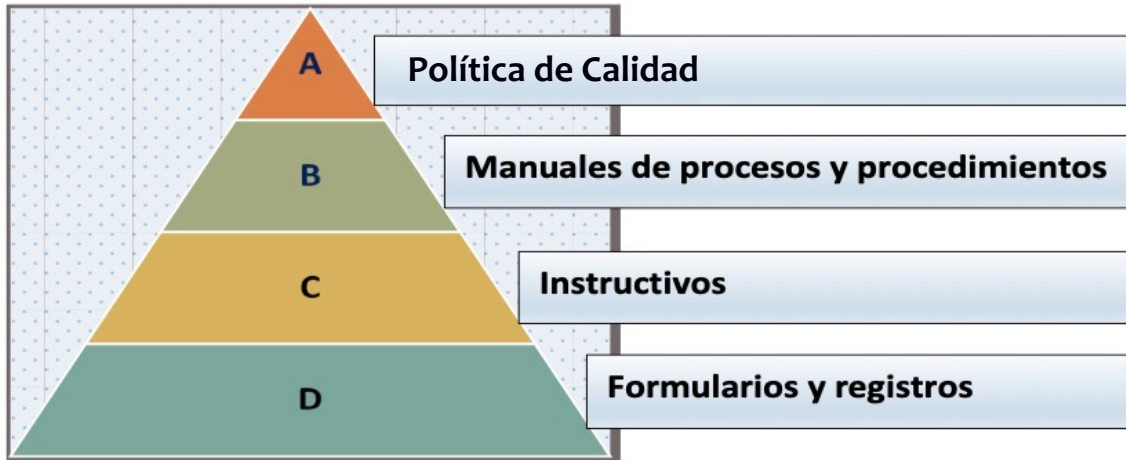 A
Política de Calidad
B
Manuales de procesos y procedimientos
C
Instructivos
D
Formularios y registros